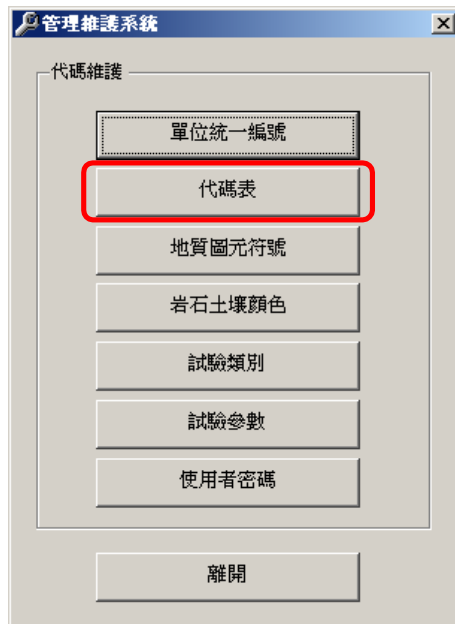 管理維護系統
代碼維護
單位統一編號
代碼表
地質圖元符號
岩石土壤顏色
試驗類別
試驗參數
使用者密碼
離開